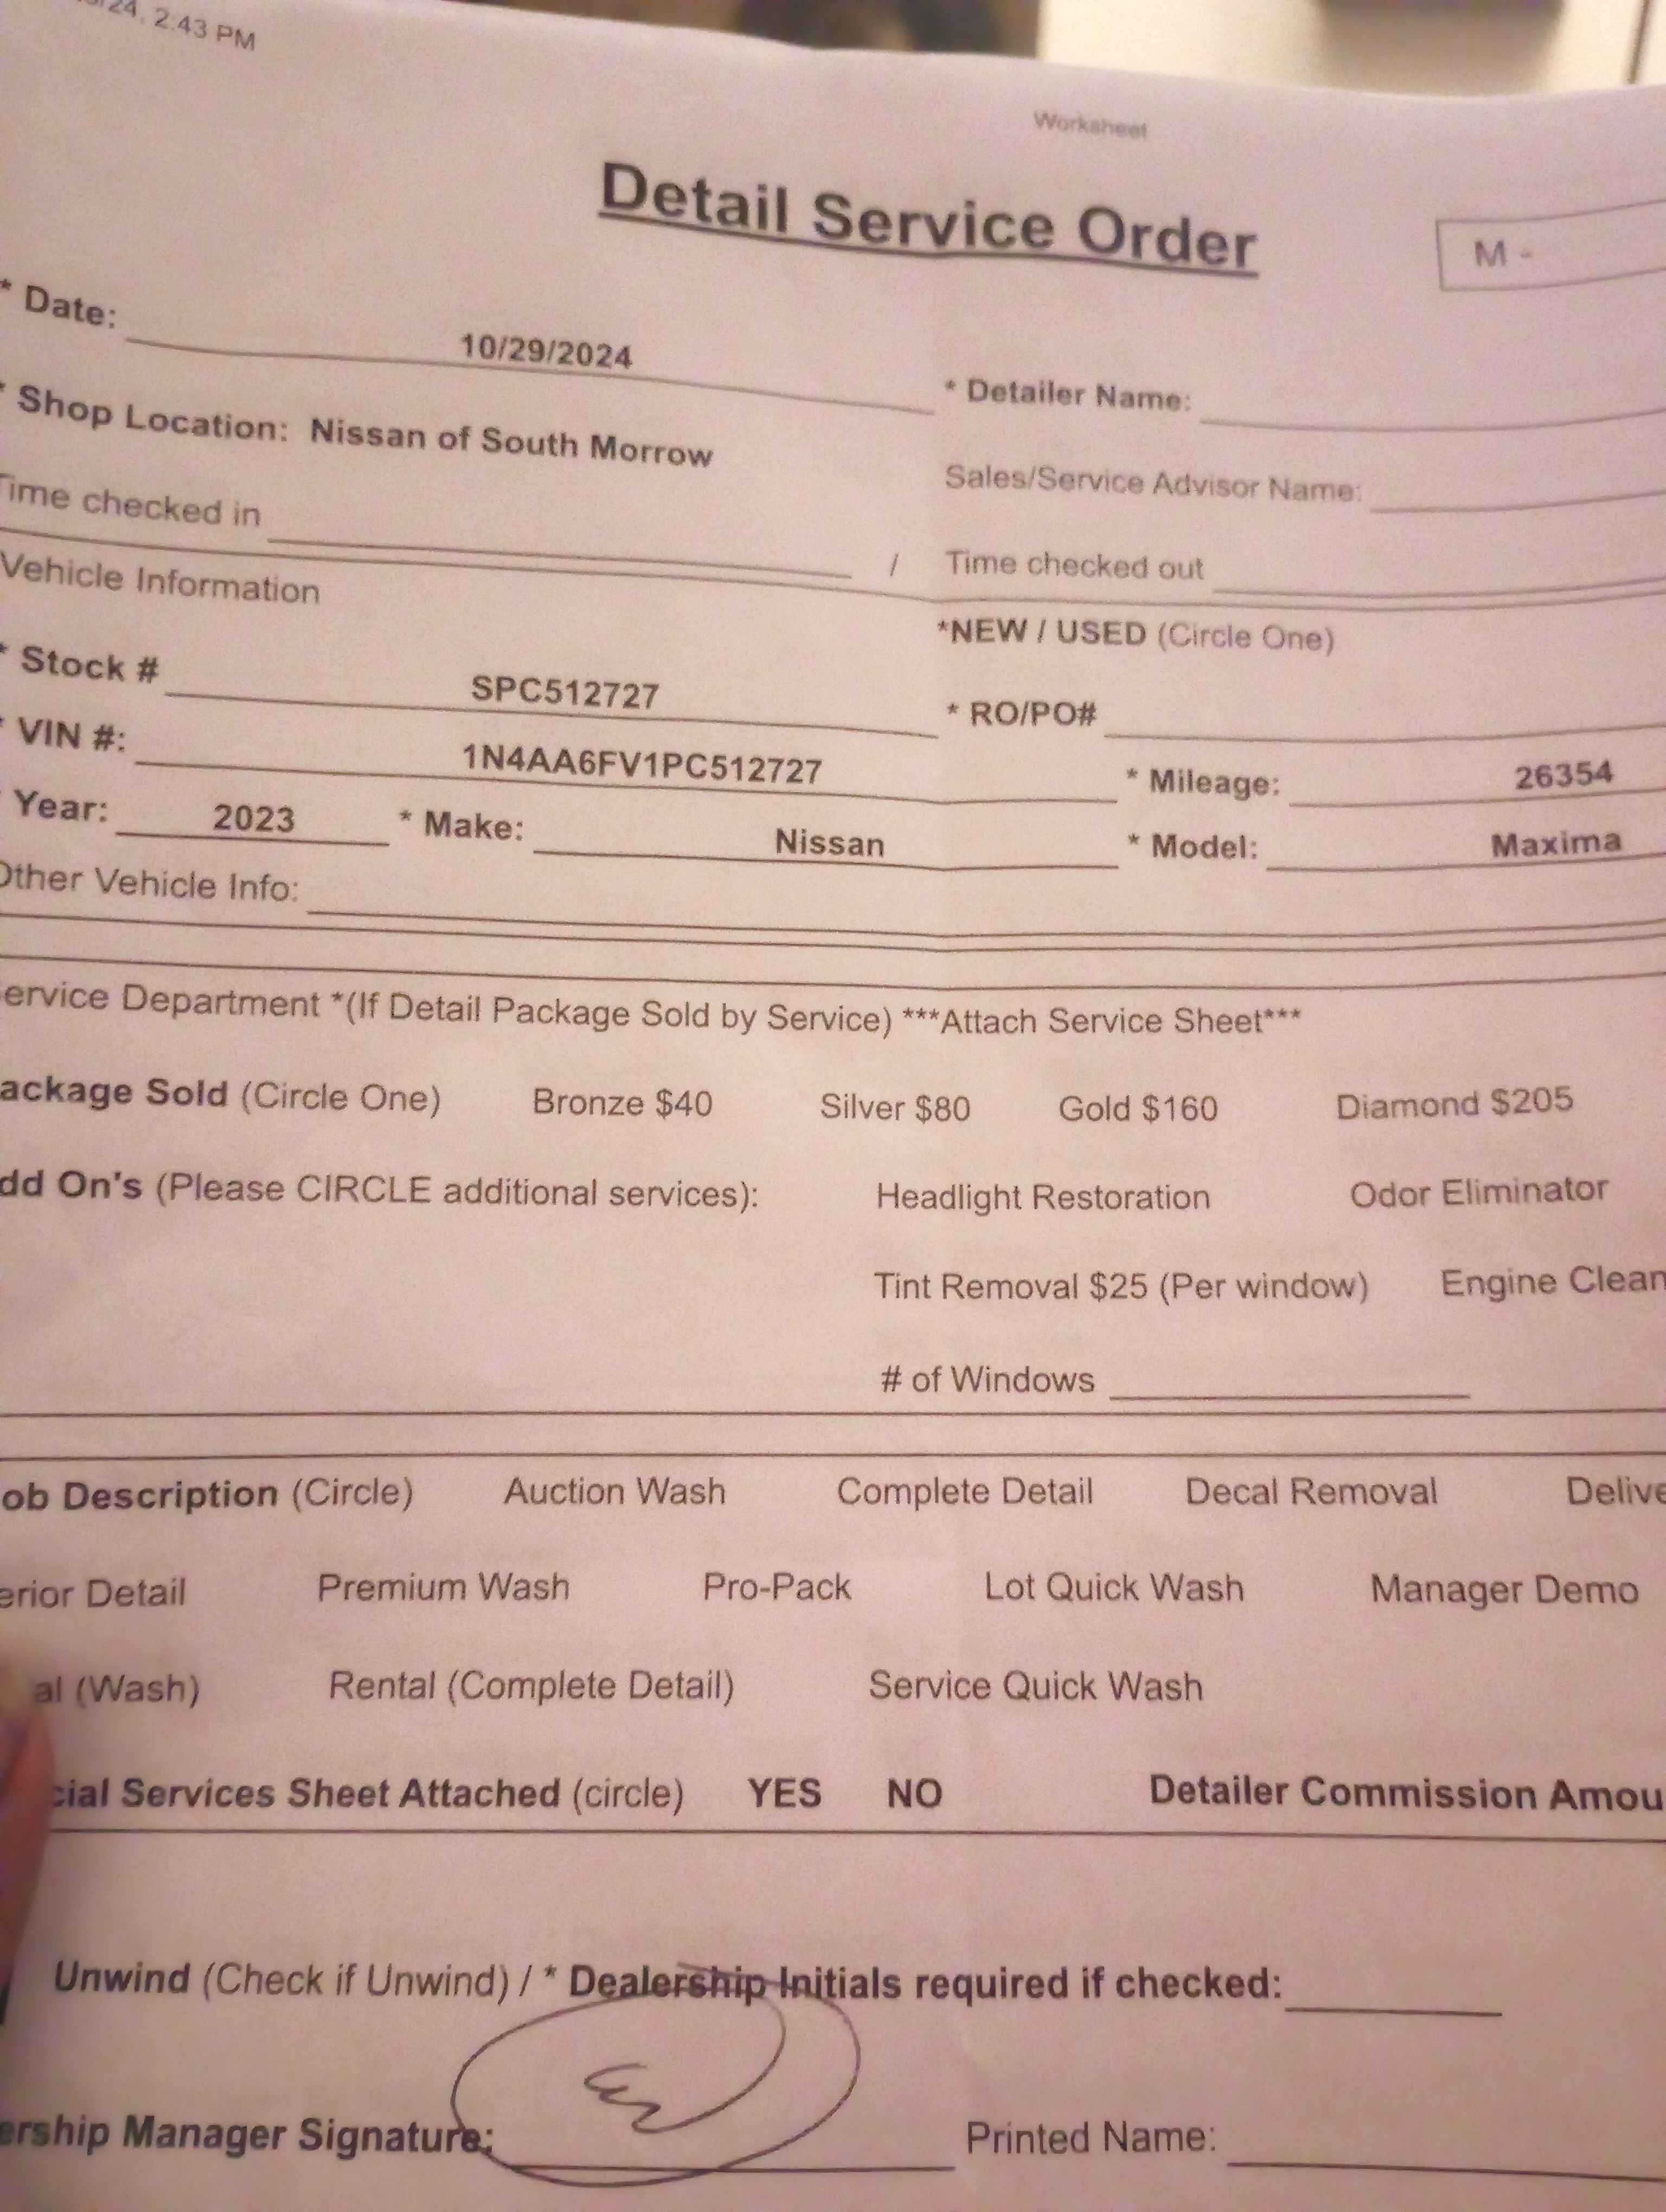 /24, 2:43 PM
Worksheet
Detail Service Order
M -
* Date: 10/29/2024
* Detailer Name:
* Shop Location: Nissan of South Morrow
Sales/Service Advisor Name:
Time checked in / Time checked out
Vehicle Information
*NEW / USED (Circle One)
* Stock # SPC512727
* RO/PO#
* VIN #: 1N4AA6FV1PC512727 * Mileage: 26354
* Year: 2023 * Make: Nissan * Model: Maxima
Other Vehicle Info:
ervice Department *(If Detail Package Sold by Service) ***Attach Service Sheet***
ackage Sold (Circle One) Bronze $40 Silver $80 Gold $160 Diamond $205
dd On's (Please CIRCLE additional services): Headlight Restoration Odor Eliminator
Tint Removal $25 (Per window) Engine Clean
# of Windows
ob Description (Circle) Auction Wash Complete Detail Decal Removal Delive
erior Detail Premium Wash Pro-Pack Lot Quick Wash Manager Demo
al (Wash) Rental (Complete Detail) Service Quick Wash
cial Services Sheet Attached (circle) YES NO Detailer Commission Amou
Unwind (Check if Unwind) / * Dealership Initials required if checked:
ership Manager Signature: Printed Name: